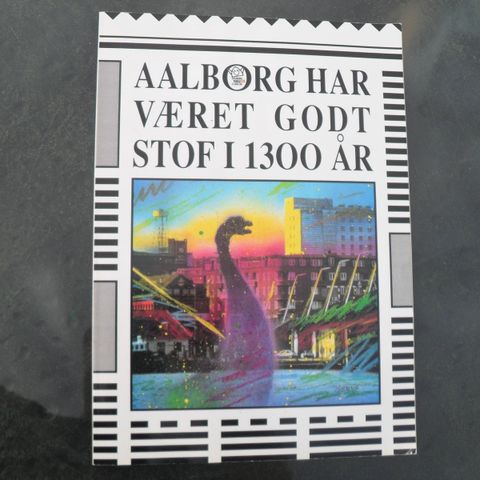 AALBORG HAR
VÆRET GODT
STOF I 1300 ÅR